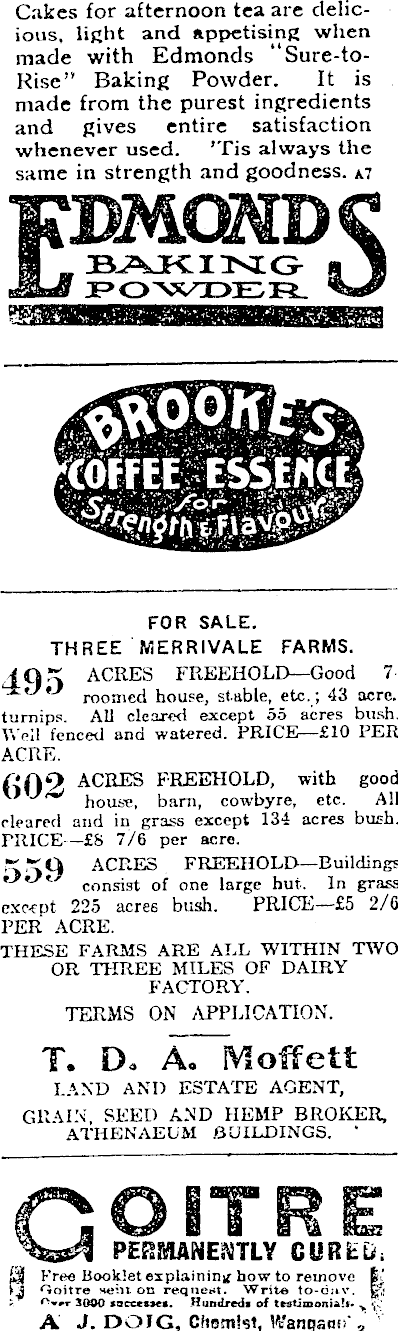 Cakes for afternoon tea are delic-
ious, light and appetising when
made with Edmonds "Sure-to-
Rise" Baking Powder. It is
made from the purest ingredients
and gives entire satisfaction
whenever used. 'Tis always the
same in strength and goodness. A7
EDMONDS
BAKING
POWDER
BROOKE'S
COFFEE ESSENCE
for
Strength & Flavour
FOR SALE.
THREE MERRIVALE FARMS.
495 ACRES FREEHOLD—Good 7-
roomed house, stable, etc.; 43 acre.
turnips. All cleared except 55 acres bush.
Well fenced and watered. PRICE—£10 PER
ACRE.
602 ACRES FREEHOLD, with good
house, barn, cowbyre, etc. All
cleared and in grass except 134 acres bush.
PRICE—£8 7/6 per acre.
559 ACRES FREEHOLD—Buildings
consist of one large hut. In grass
except 225 acres bush. PRICE—£5 2/6
PER ACRE.
THESE FARMS ARE ALL WITHIN TWO
OR THREE MILES OF DAIRY
FACTORY.
TERMS ON APPLICATION.
T. D. A. Moffett
LAND AND ESTATE AGENT,
GRAIN, SEED AND HEMP BROKER,
ATHENAEUM BUILDINGS.
GOITRE
PERMANENTLY CURED.
Free Booklet explaining how to remove
Goitre sent on request. Write to-day.
Over 3000 successes. Hundreds of testimonials.
A. J. DOIG, Chemist, Wanganui